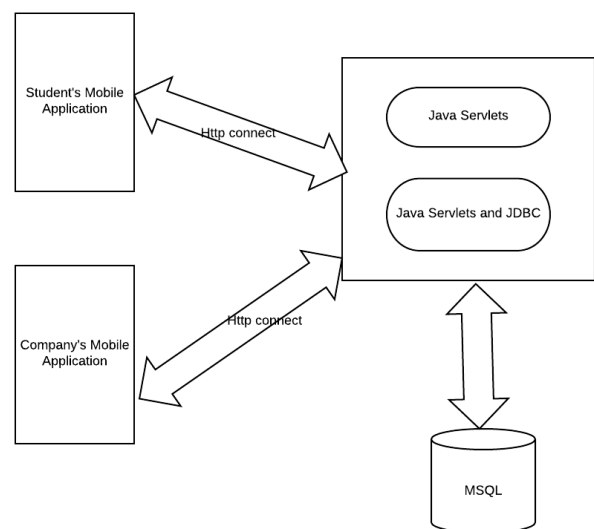 Student's Mobile
Application
Http connect
Java Servlets
Java Servlets and JDBC
Company's Mobile
Application
Http connect
MSQL